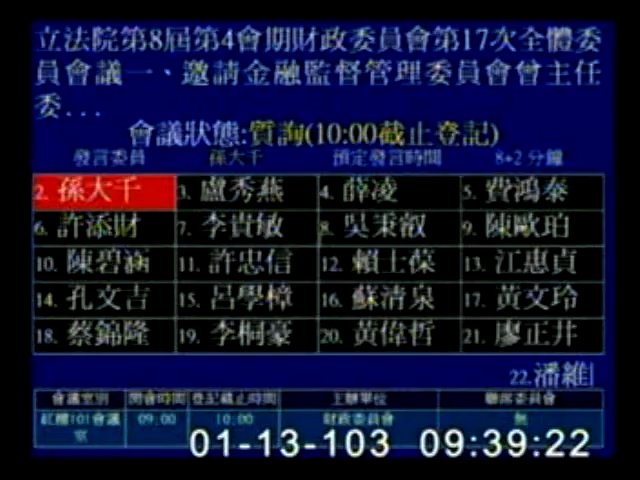 立法院第8屆第4會期財政委員會第17次全體委
員會議一、邀請金融監督管理委員會曾主任
委...
會議狀態:質詢(10:00截止登記)
發言委員 孫大千 預定發言時間 8+2 分鐘
2. 孫大千 3. 盧秀燕 4. 薛凌 5. 費鴻泰
6. 許添財 7. 李貴敏 8. 吳秉叡 9. 陳歐珀
10. 陳碧涵 11. 許忠信 12. 賴士葆 13. 江惠貞
14. 孔文吉 15. 呂學樟 16. 蘇清泉 17. 黃文玲
18. 蔡錦隆 19. 李桐豪 20. 黃偉哲 21. 廖正井
22.潘維
會議室別 開會時間 登記截止時間 主辦單位 聯席委員會
紅樓101會議 09:00 10:00 財政委員會 無
室
01-13-103 09:39:22